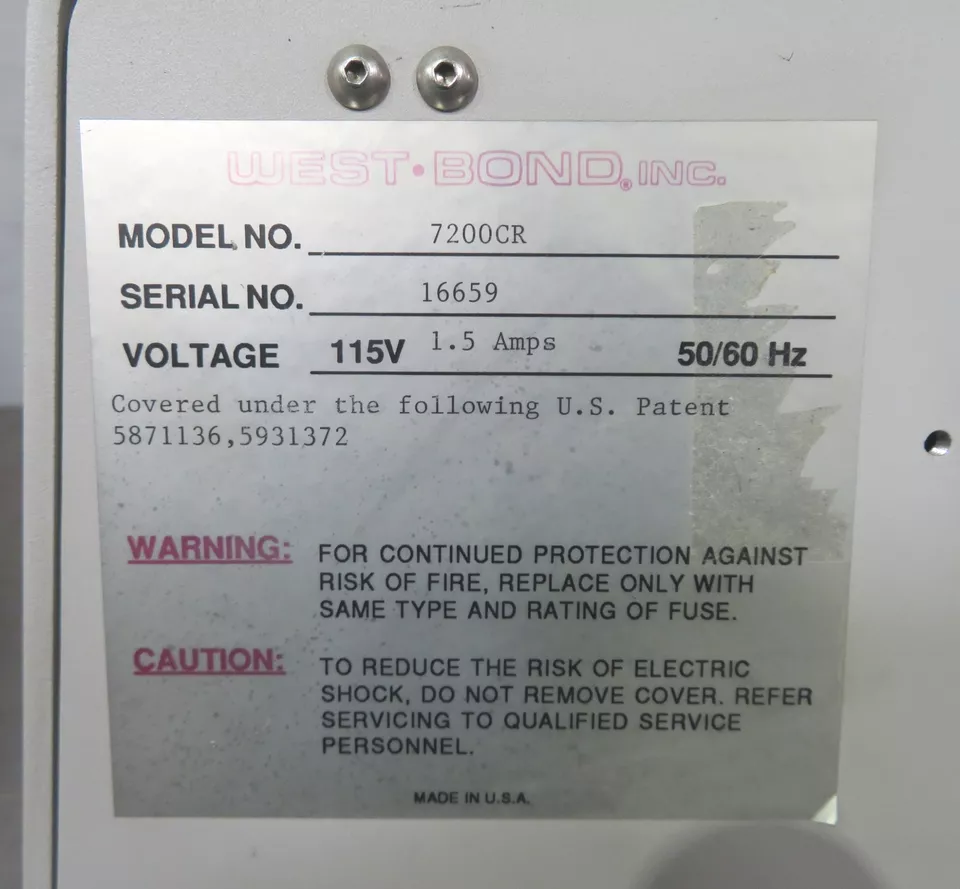 WEST·BOND® INC.
MODEL NO. 7200CR
SERIAL NO. 16659
VOLTAGE 115V 1.5 Amps 50/60 Hz
Covered under the following U.S. Patent
5871136,5931372
WARNING: FOR CONTINUED PROTECTION AGAINST
RISK OF FIRE, REPLACE ONLY WITH
SAME TYPE AND RATING OF FUSE.
CAUTION: TO REDUCE THE RISK OF ELECTRIC
SHOCK, DO NOT REMOVE COVER. REFER
SERVICING TO QUALIFIED SERVICE
PERSONNEL.
MADE IN U.S.A.